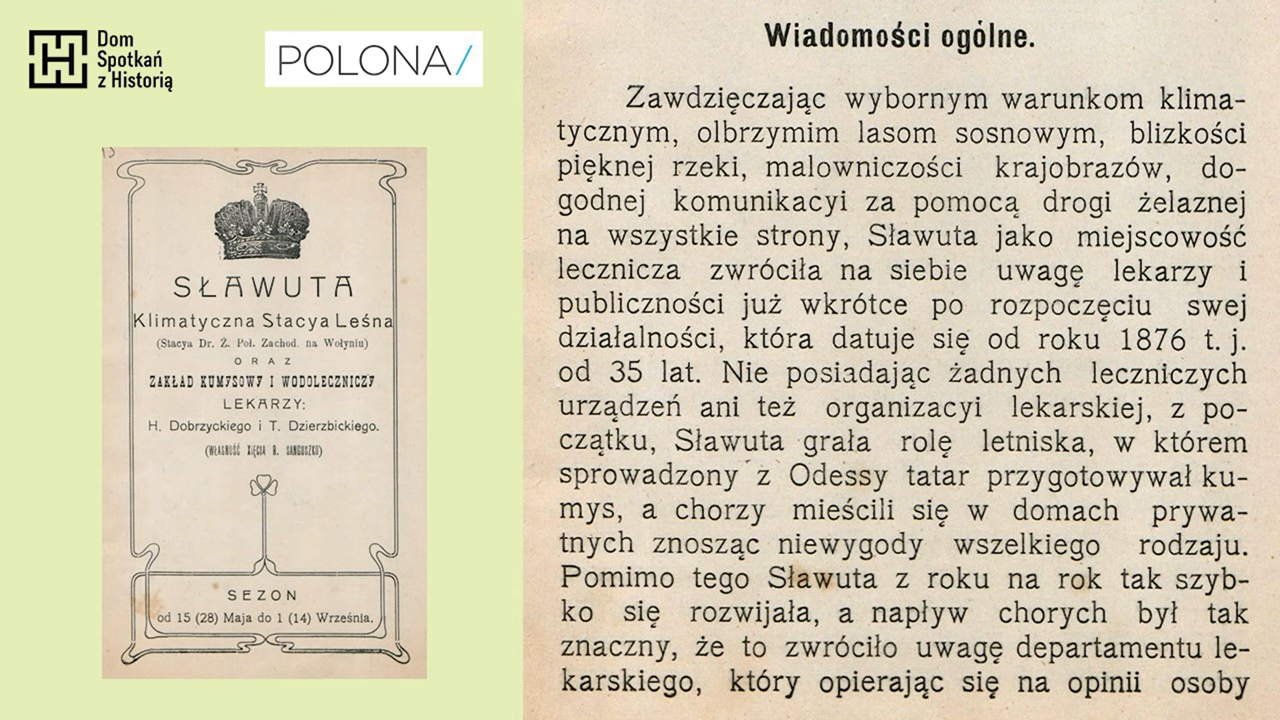 Dom
Spotkań
z Historią
POLONA/
SŁAWUTA
Klimatyczna Stacya Leśna
(Stacya Dr. Ż. Poł. Zachod. na Wołyniu)
ORAZ
ZAKŁAD KUMYSOWY I WODOLECZNICZY
LEKARZY:
H. Dobrzyckiego i T. Dzierzbickiego.
(WŁASNOŚĆ XIĘCIA R. SANGUSZKO)
SEZON
od 15 (28) Maja do 1 (14) Września.
Wiadomości ogólne.
Zawdzięczając wybornym warunkom klima-
tycznym, olbrzymim lasom sosnowym, blizkości
pięknej rzeki, malowniczości krajobrazów, do-
godnej komunikacyi za pomocą drogi żelaznej
na wszystkie strony, Sławuta jako miejscowość
lecznicza zwróciła na siebie uwagę lekarzy i
publiczności już wkrótce po rozpoczęciu swej
działalności, która datuje się od roku 1876 t. j.
od 35 lat. Nie posiadając żadnych leczniczych
urządzeń ani też organizacyi lekarskiej, z po-
czątku, Sławuta grała rolę letniska, w którem
sprowadzony z Odessy tatar przygotowywał ku-
mys, a chorzy mieścili się w domach prywa-
tnych znosząc niewygody wszelkiego rodzaju.
Pomimo tego Sławuta z roku na rok tak szyb-
ko się rozwijała, a napływ chorych był tak
znaczny, że to zwróciło uwagę departamentu le-
karskiego, który opierając się na opinii osoby